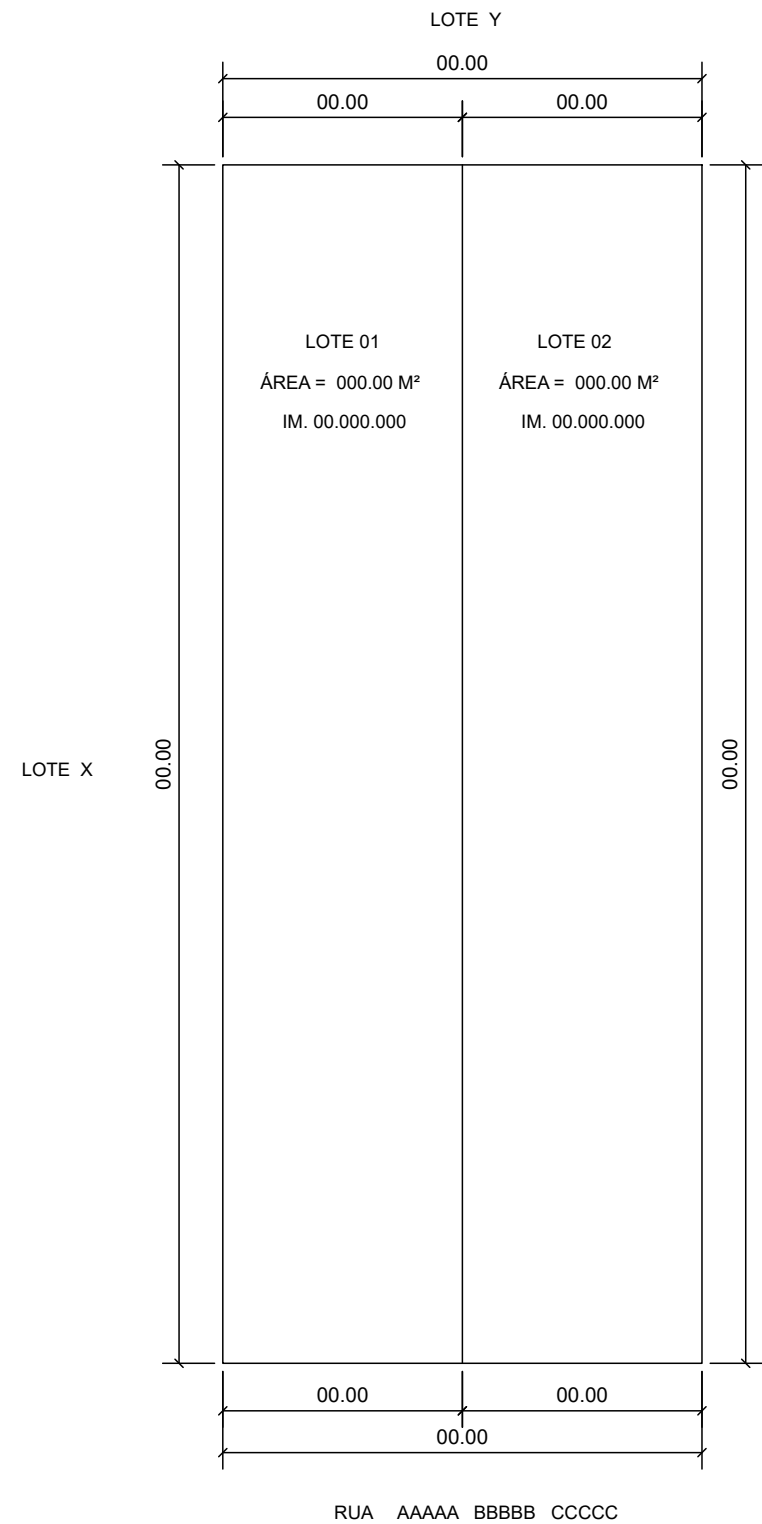 LOTE Y
00.00
00.00 00.00
LOTE 01 LOTE 02
ÁREA = 000.00 M² ÁREA = 000.00 M²
IM. 00.000.000 IM. 00.000.000
LOTE X 00.00 00.00
00.00 00.00
00.00
RUA AAAAA BBBBB CCCCC